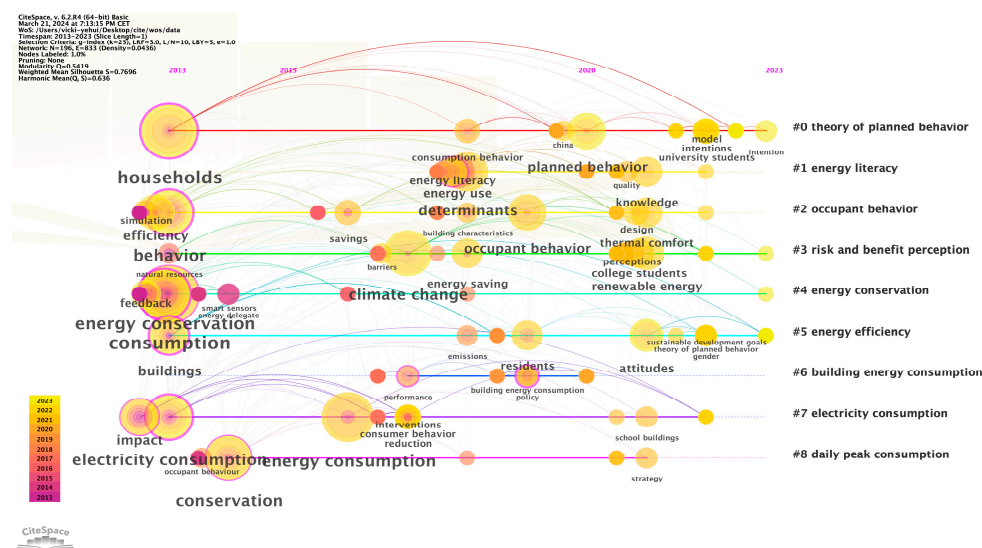 CiteSpace, v. 6.2.R4 (64-bit) Basic
March 21, 2024 at 7:13:15 PM CET
WoS: /Users/vicki-yehui/Desktop/cite/wos/data
Timespan: 2013-2023 (Slice Length=1)
Selection Criteria: g-index (k=25), LRF=3.0, L/N=10, LBY=5, e=1.0
Network: N=196, E=833 (Density=0.0436)
Nodes Labeled: 1.0%
Pruning: None
Modularity Q=0.5419
Weighted Mean Silhouette S=0.7696
Harmonic Mean(Q, S)=0.636
2013
2015
2020
2023
#0 theory of planned behavior
model
china
intentions
intention
university students
consumption behavior
planned behavior
#1 energy literacy
households
energy literacy
quality
energy use
knowledge
determinants
#2 occupant behavior
simulation
building characteristics
design
efficiency
savings
thermal comfort
occupant behavior
#3 risk and benefit perception
behavior
barriers
perceptions
natural resources
college students
energy saving
renewable energy
climate change
#4 energy conservation
feedback
smart sensors
energy delegate
energy conservation
#5 energy efficiency
consumption
sustainable development goals
theory of planned behavior
emissions
gender
residents
attitudes
buildings
#6 building energy consumption
performance
building energy consumption
policy
#7 electricity consumption
interventions
consumer behavior
impact
school buildings
reduction
electricity consumption
energy consumption
#8 daily peak consumption
occupant behaviour
strategy
conservation
2023
2022
2021
2020
2019
2018
2017
2016
2015
2014
2013
CiteSpace